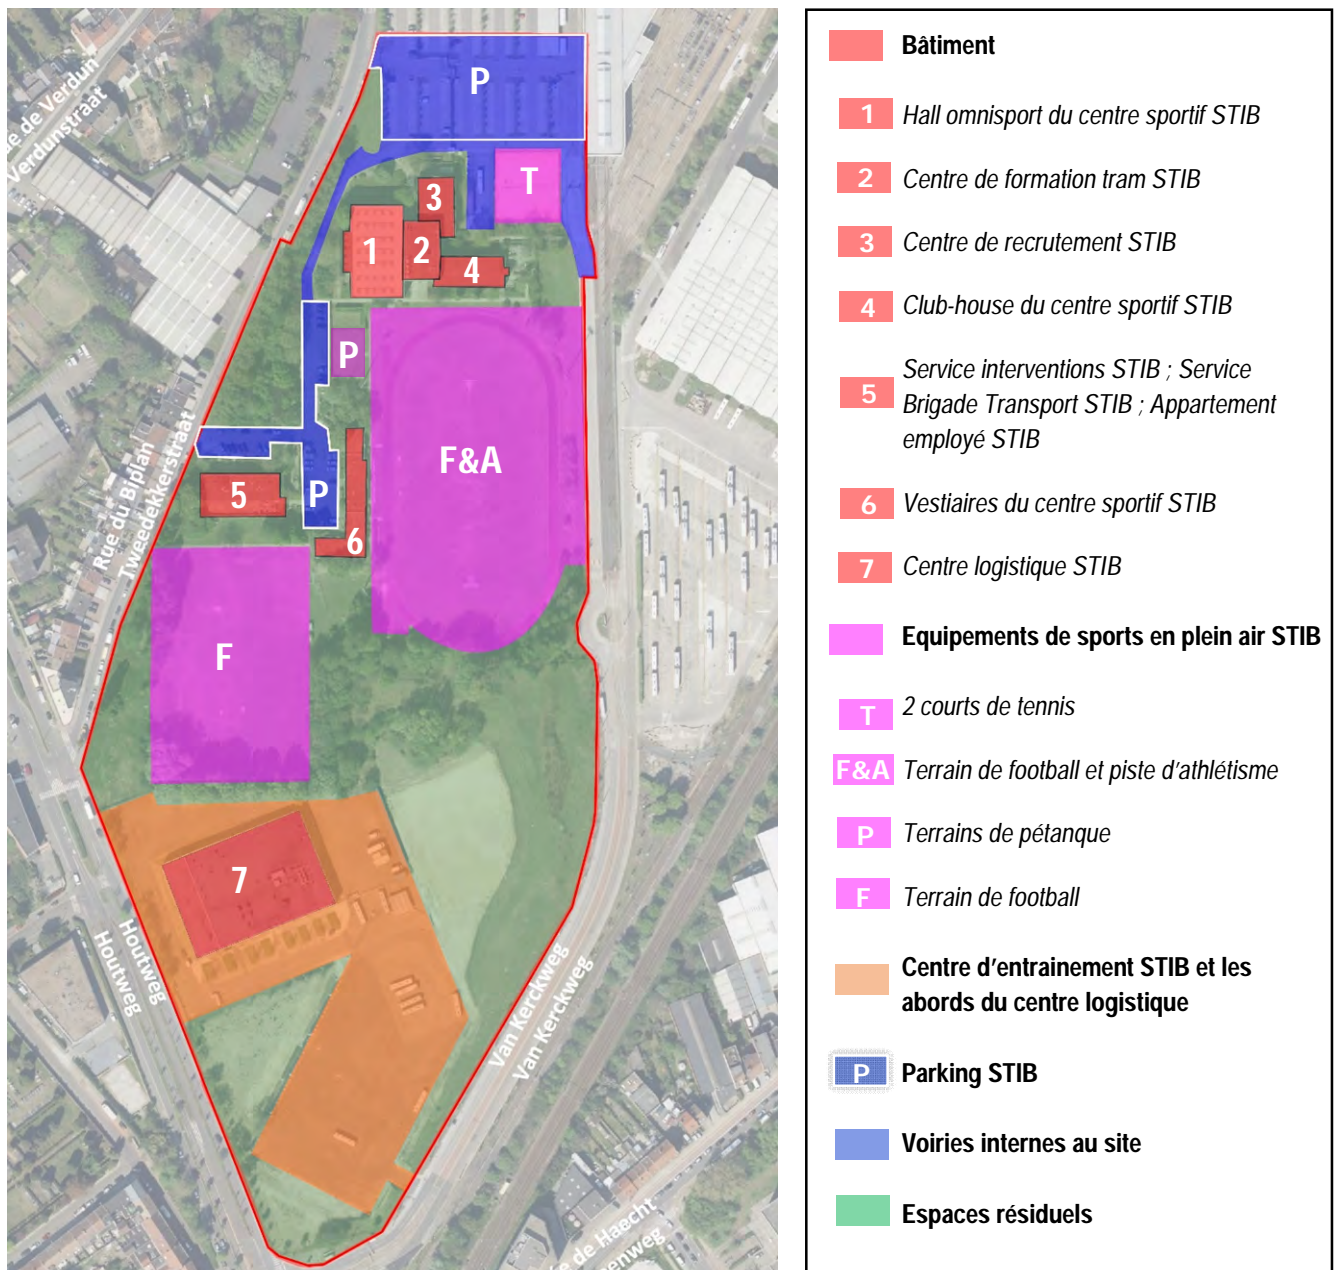 P
T
3
1
2
4
P
F&A
5
P
6
F
7
de Verdun
Verdunstraat
Rue du Biplan
Tweedekkerstraat
Houtweg
Houtweg
Van Kerckweg
Van Kerckweg
de Haecht
Bâtiment
1 Hall omnisport du centre sportif STIB
2 Centre de formation tram STIB
3 Centre de recrutement STIB
4 Club-house du centre sportif STIB
Service interventions STIB ; Service
5 Brigade Transport STIB ; Appartement
employé STIB
6 Vestiaires du centre sportif STIB
7 Centre logistique STIB
Equipements de sports en plein air STIB
T 2 courts de tennis
F&A Terrain de football et piste d'athlétisme
P Terrains de pétanque
F Terrain de football
Centre d'entrainement STIB et les
abords du centre logistique
P Parking STIB
Voiries internes au site
Espaces résiduels